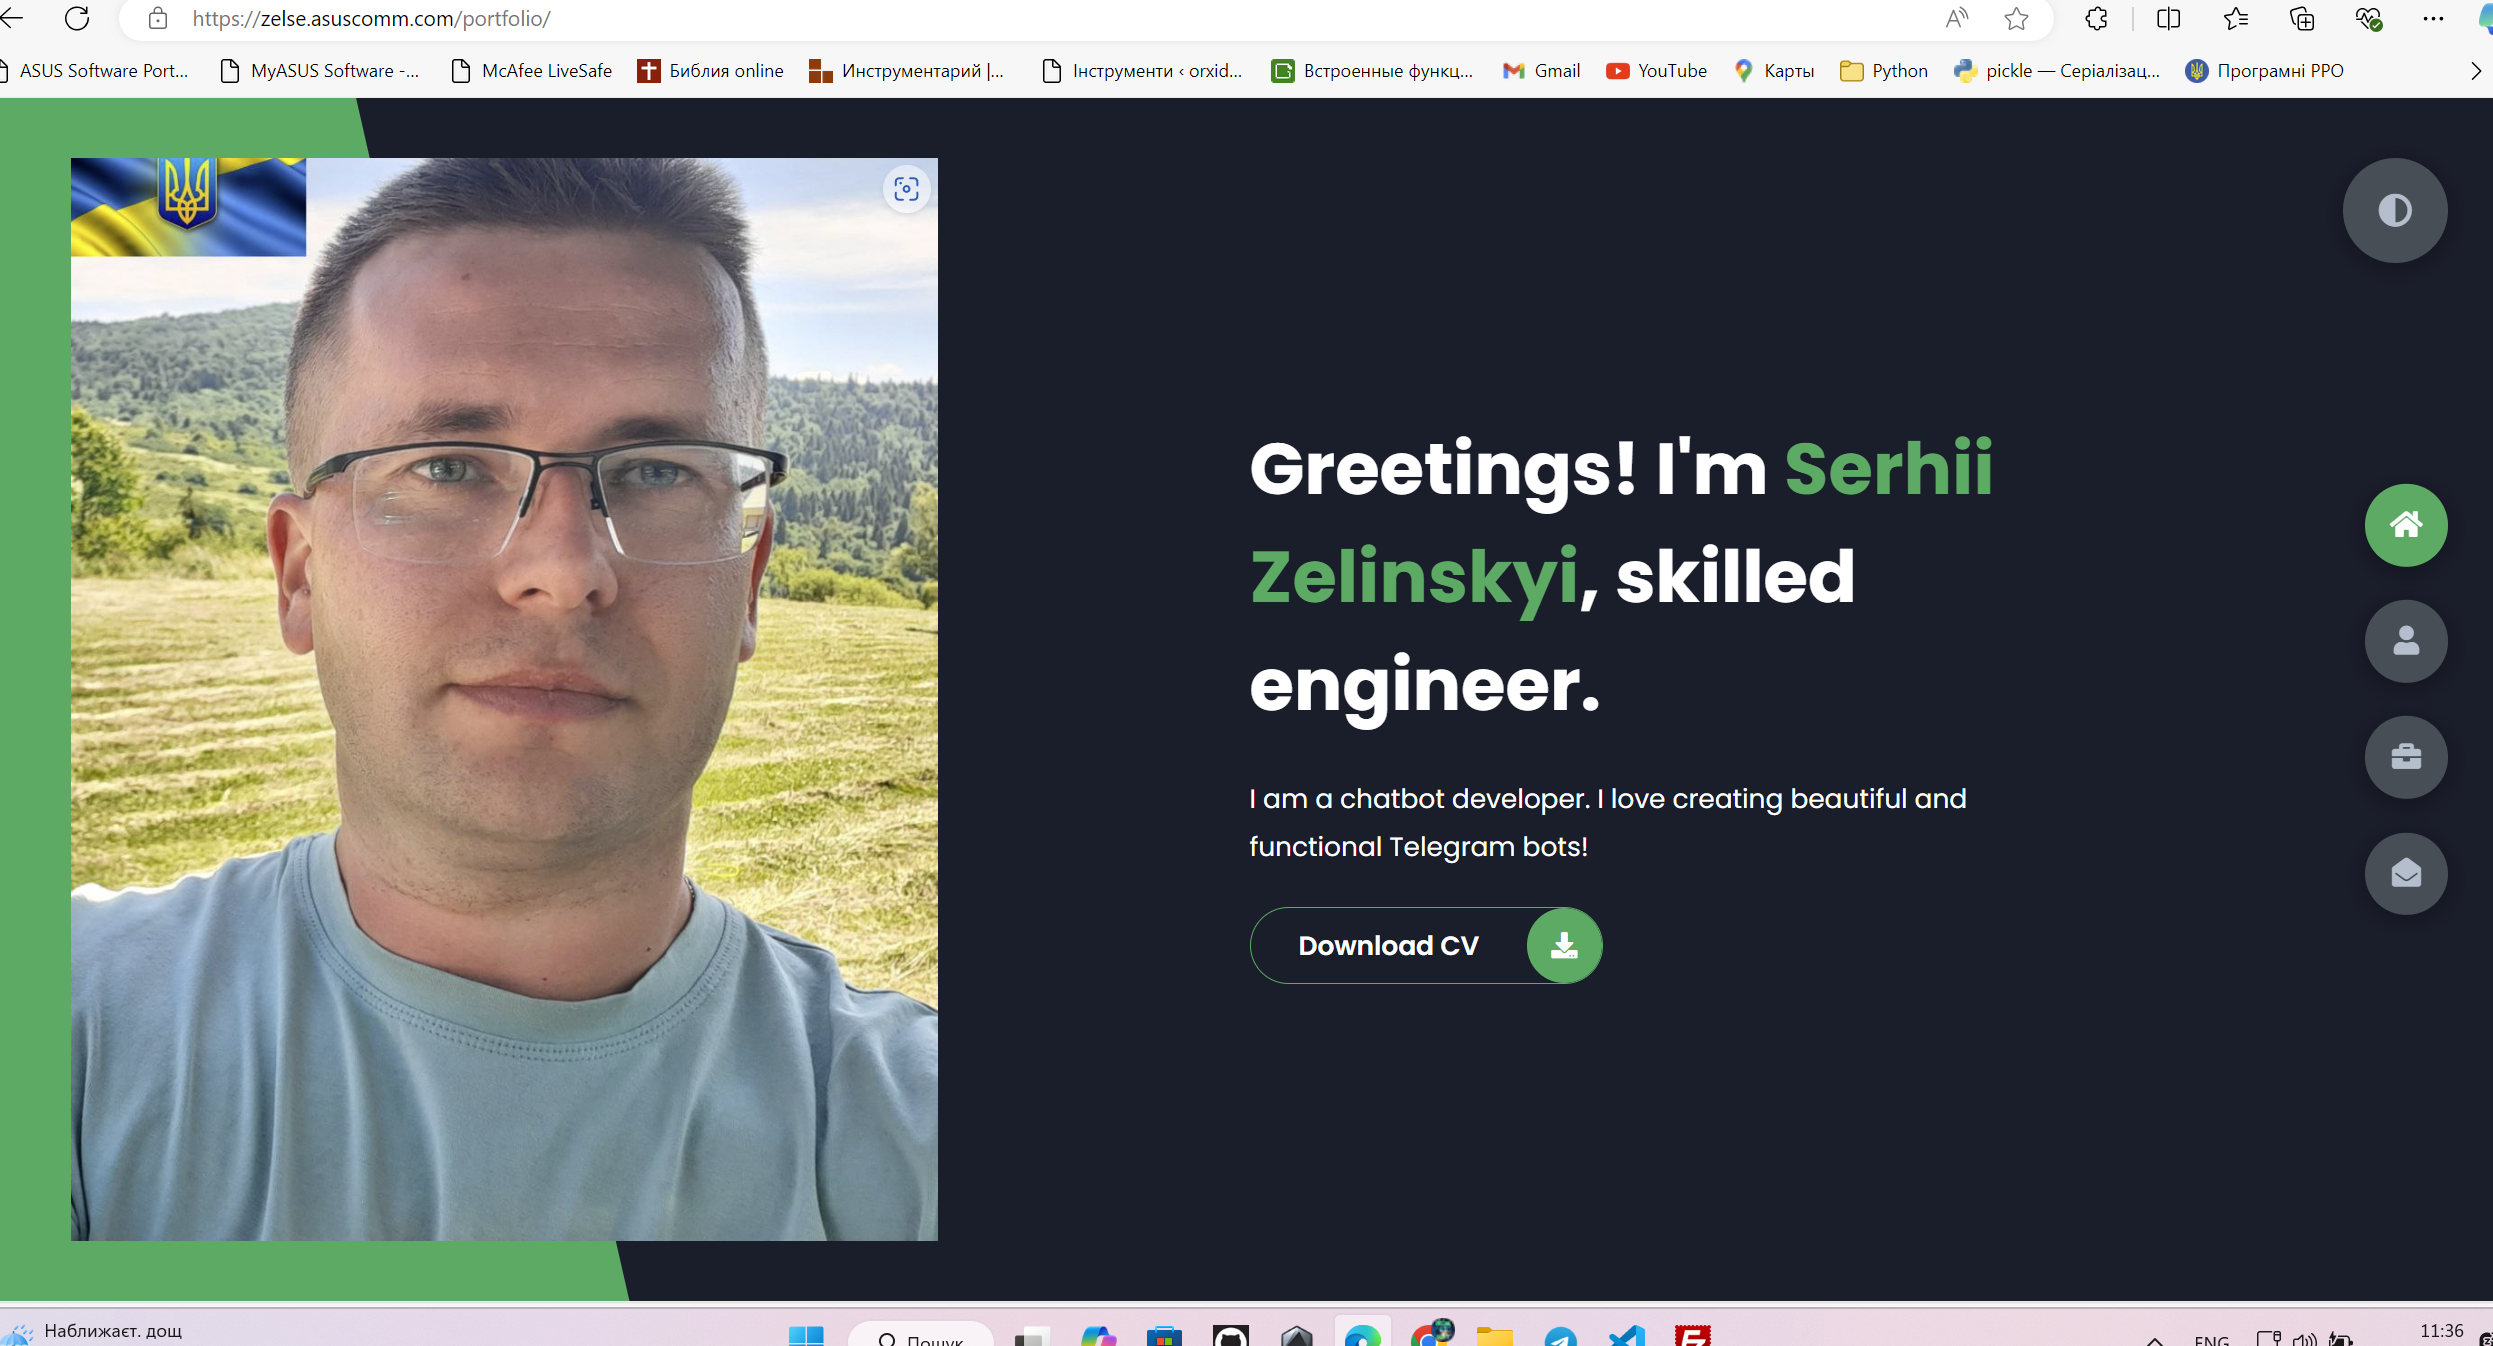 https://zelse.asuscomm.com/portfolio/
ASUS Software Port...
MyASUS Software -...
McAfee LiveSafe
Библия online
Инструментарий |...
Інструменти ‹ orxid...
Встроенные функц...
Gmail
YouTube
Карты
Python
pickle — Серіалізац...
Програмні РРО
Greetings! I'm Serhii
Zelinskyi, skilled
engineer.
I am a chatbot developer. I love creating beautiful and
functional Telegram bots!
Download CV
Наближаєт. дощ
Пошук
ENG
11:36